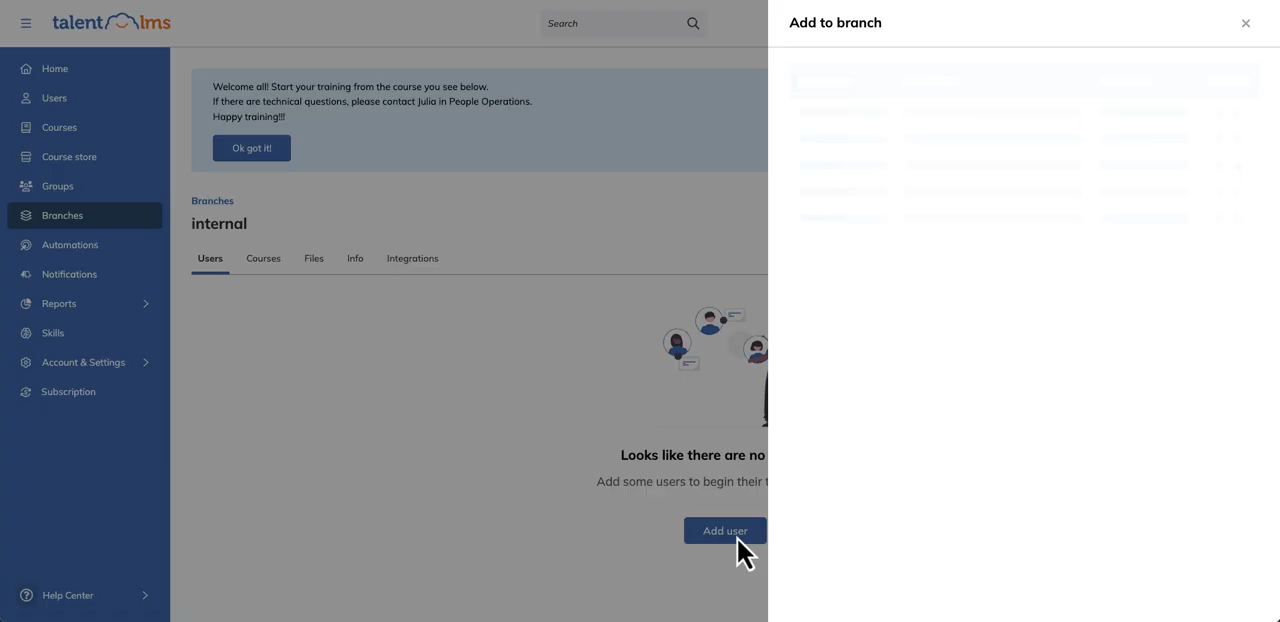 talentlms
Search
Add to branch
Home
Users
Courses
Course store
Groups
Branches
Automations
Notifications
Reports
Skills
Account & Settings
Subscription
Help Center
Welcome all! Start your training from the course you see below.
If there are technical questions, please contact Julia in People Operations.
Happy training!!!
Ok got it!
Branches
internal
Users Courses Files Info Integrations
Looks like there are no
Add some users to begin their
Add user